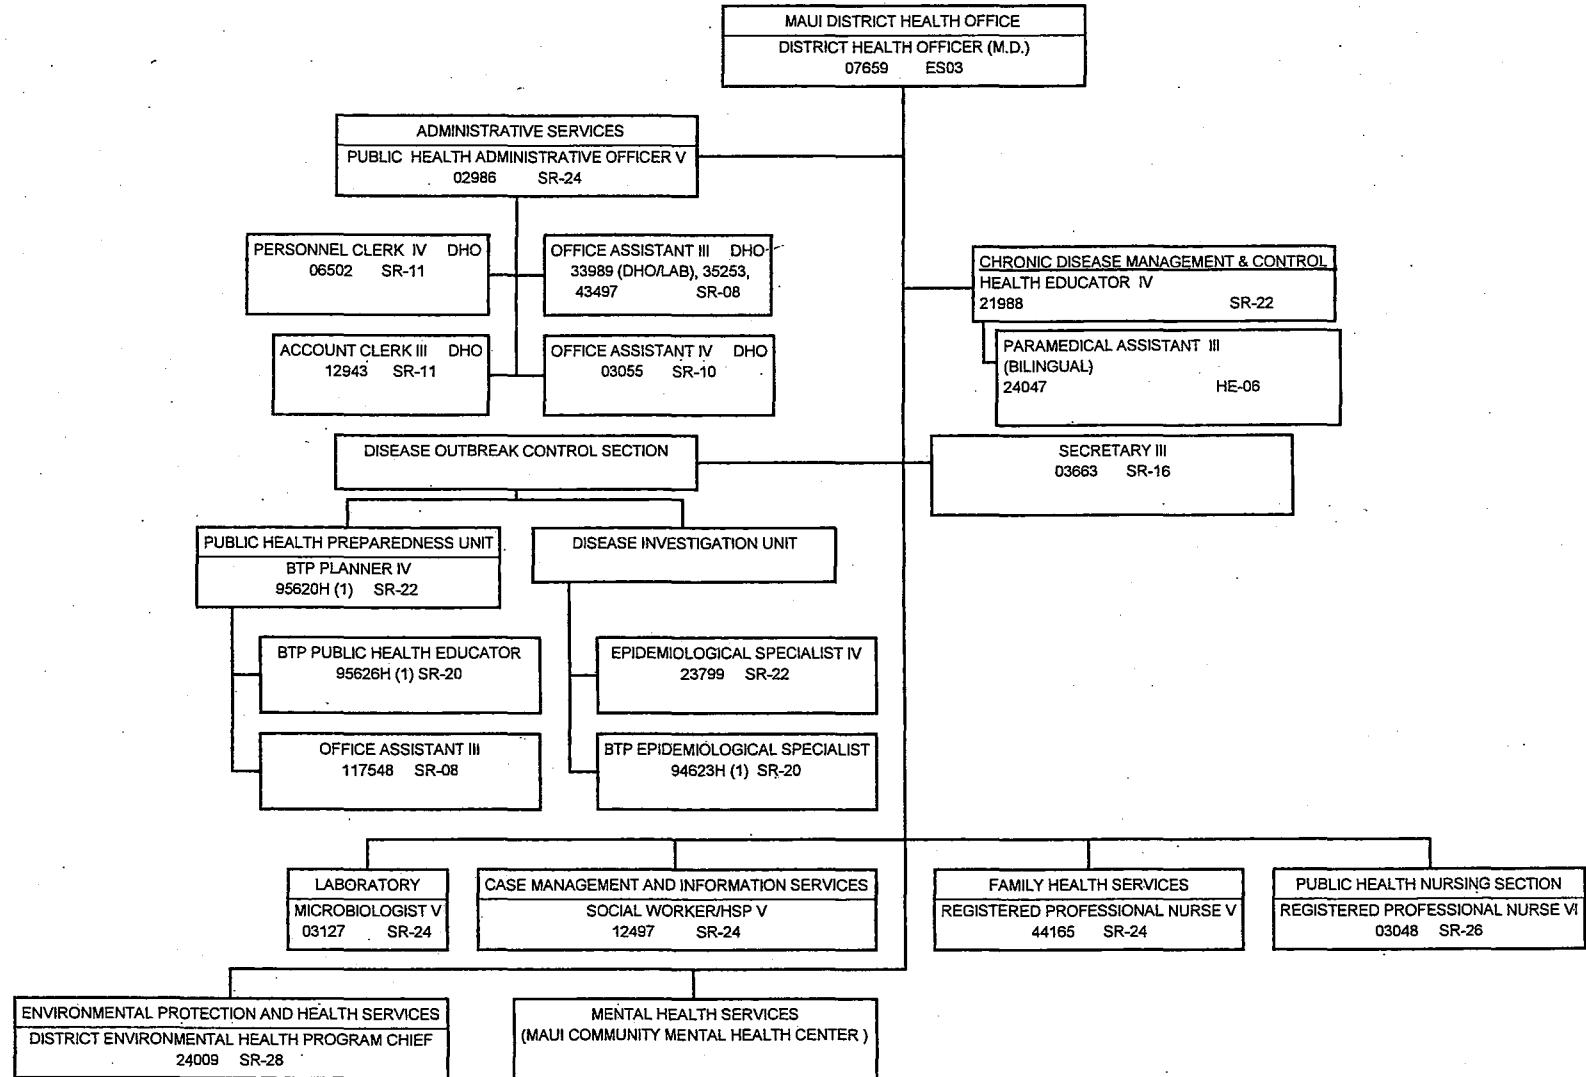 MAUI DISTRICT HEALTH OFFICE
DISTRICT HEALTH OFFICER (M.D.)
07659 ES03
ADMINISTRATIVE SERVICES
PUBLIC HEALTH ADMINISTRATIVE OFFICER V
02986 SR-24
PERSONNEL CLERK IV DHO
06502 SR-11
OFFICE ASSISTANT III DHO
33989 (DHO/LAB), 35253,
43497 SR-08
ACCOUNT CLERK III DHO
12943 SR-11
OFFICE ASSISTANT IV DHO
03055 SR-10
CHRONIC DISEASE MANAGEMENT & CONTROL
HEALTH EDUCATOR IV
21988 SR-22
PARAMEDICAL ASSISTANT III
(BILINGUAL)
24047 HE-06
DISEASE OUTBREAK CONTROL SECTION
SECRETARY III
03663 SR-16
PUBLIC HEALTH PREPAREDNESS UNIT
BTP PLANNER IV
95620H (1) SR-22
DISEASE INVESTIGATION UNIT
BTP PUBLIC HEALTH EDUCATOR
95626H (1) SR-20
EPIDEMIOLOGICAL SPECIALIST IV
23799 SR-22
OFFICE ASSISTANT III
117548 SR-08
BTP EPIDEMIOLOGICAL SPECIALIST
94623H (1) SR-20
LABORATORY
MICROBIOLOGIST V
03127 SR-24
CASE MANAGEMENT AND INFORMATION SERVICES
SOCIAL WORKER/HSP V
12497 SR-24
FAMILY HEALTH SERVICES
REGISTERED PROFESSIONAL NURSE V
44165 SR-24
PUBLIC HEALTH NURSING SECTION
REGISTERED PROFESSIONAL NURSE VI
03048 SR-26
ENVIRONMENTAL PROTECTION AND HEALTH SERVICES
DISTRICT ENVIRONMENTAL HEALTH PROGRAM CHIEF
24009 SR-28
MENTAL HEALTH SERVICES
(MAUI COMMUNITY MENTAL HEALTH CENTER )